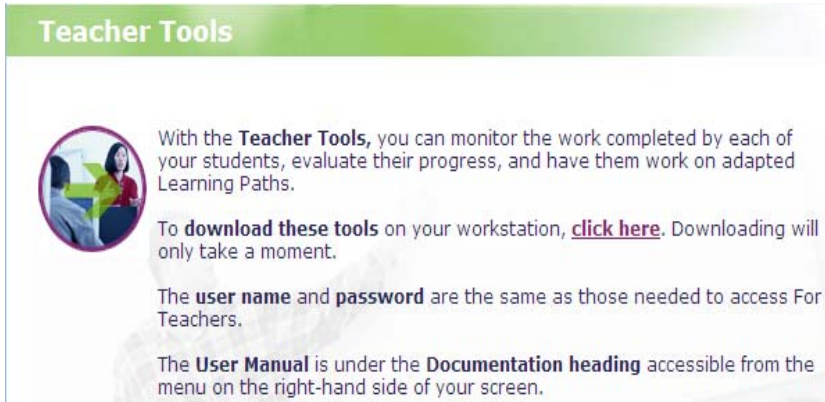 Teacher Tools
With the Teacher Tools, you can monitor the work completed by each of
your students, evaluate their progress, and have them work on adapted
Learning Paths.
To download these tools on your workstation, click here. Downloading will
only take a moment.
The user name and password are the same as those needed to access For
Teachers.
The User Manual is under the Documentation heading accessible from the
menu on the right-hand side of your screen.